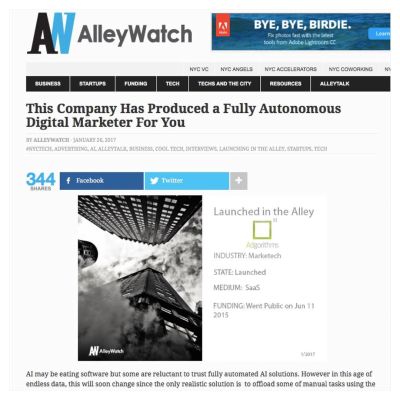 AW AlleyWatch
Adobe
BYE, BYE, BIRDIE.
Fix photos fast with the latest
tools from Adobe Lightroom CC
Learn
NYC VC NYC ANGELS NYC ACCELERATORS NYC COWORKING
BUSINESS STARTUPS FUNDING TECH TECHS AND THE CITY RESOURCES ALLEYTALK
This Company Has Produced a Fully Autonomous
Digital Marketer For You
BY ALLEYWATCH · JANUARY 26, 2017
#NYCTECH, ADVERTISING, AI, ALLEYTALK, BUSINESS, COOL TECH, INTERVIEWS, LAUNCHING IN THE ALLEY, STARTUPS, TECH
344
SHARES
Facebook
Twitter
+
Launched in the Alley
Adgorithms
INDUSTRY: Marketech
STATE: Launched
MEDIUM: SaaS
FUNDING: Went Public on Jun 11
2015
AW AlleyWatch
1/2017
AI may be eating software but some are reluctant to trust fully automated AI solutions. However in this age of
endless data, this will soon change since the only realistic solution is to offload some of manual tasks using the